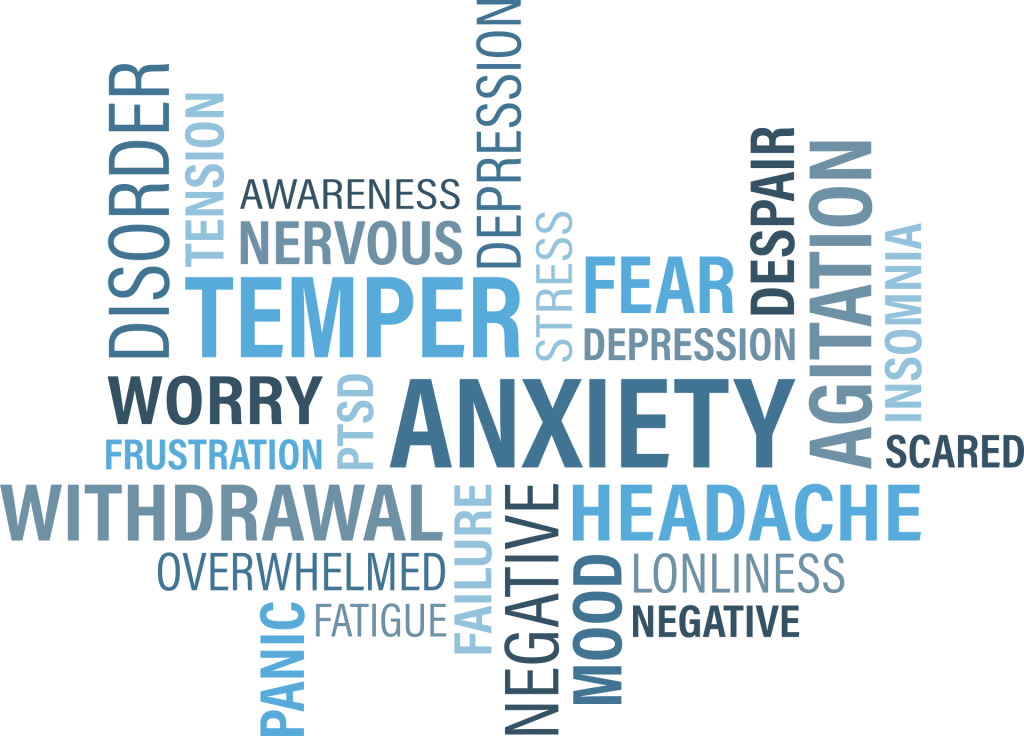 DISORDER
TENSION
AWARENESS
NERVOUS
TEMPER
DEPRESSION
STRESS
FEAR
DEPRESSION
DESPAIR
AGITATION
INSOMNIA
WORRY
FRUSTRATION
PTSD
ANXIETY
SCARED
WITHDRAWAL
OVERWHELMED
PANIC
FATIGUE
FAILURE
NEGATIVE
HEADACHE
MOOD
LONLINESS
NEGATIVE